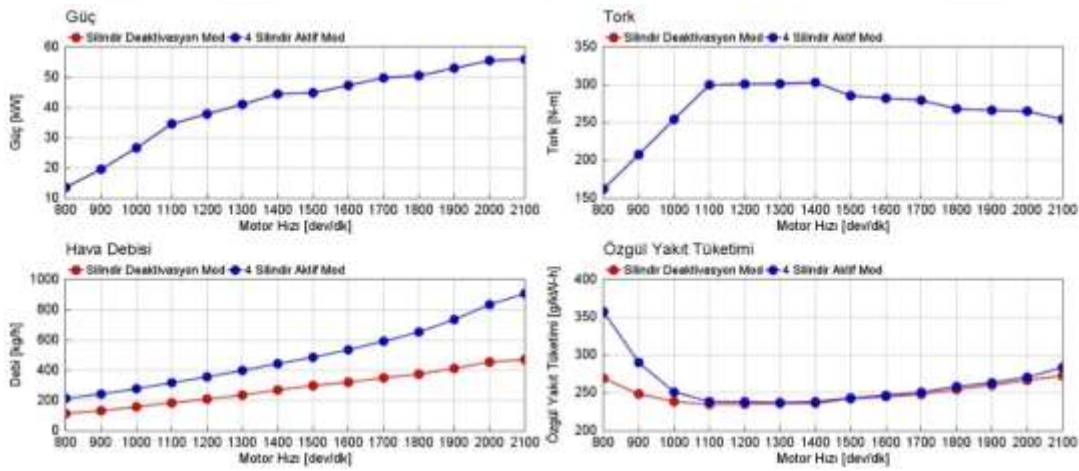 Güç
Silindir Deaktivasyon Mod 4 Silindir Aktif Mod
Güç [kW]
60
50
40
30
20
10
800 900 1000 1100 1200 1300 1400 1500 1600 1700 1800 1900 2000 2100
Motor Hızı [dev/dk]
Tork
Silindir Deaktivasyon Mod 4 Silindir Aktif Mod
Tork [N-m]
350
300
250
200
150
800 900 1000 1100 1200 1300 1400 1500 1600 1700 1800 1900 2000 2100
Motor Hızı [dev/dk]
Hava Debisi
Silindir Deaktivasyon Mod 4 Silindir Aktif Mod
Debi [kg/h]
1000
800
600
400
200
0
800 900 1000 1100 1200 1300 1400 1500 1600 1700 1800 1900 2000 2100
Motor Hızı [dev/dk]
Özgül Yakıt Tüketimi
Silindir Deaktivasyon Mod 4 Silindir Aktif Mod
Özgül Yakıt Tüketimi [g/kW-h]
400
350
300
250
200
800 900 1000 1100 1200 1300 1400 1500 1600 1700 1800 1900 2000 2100
Motor Hızı [dev/dk]